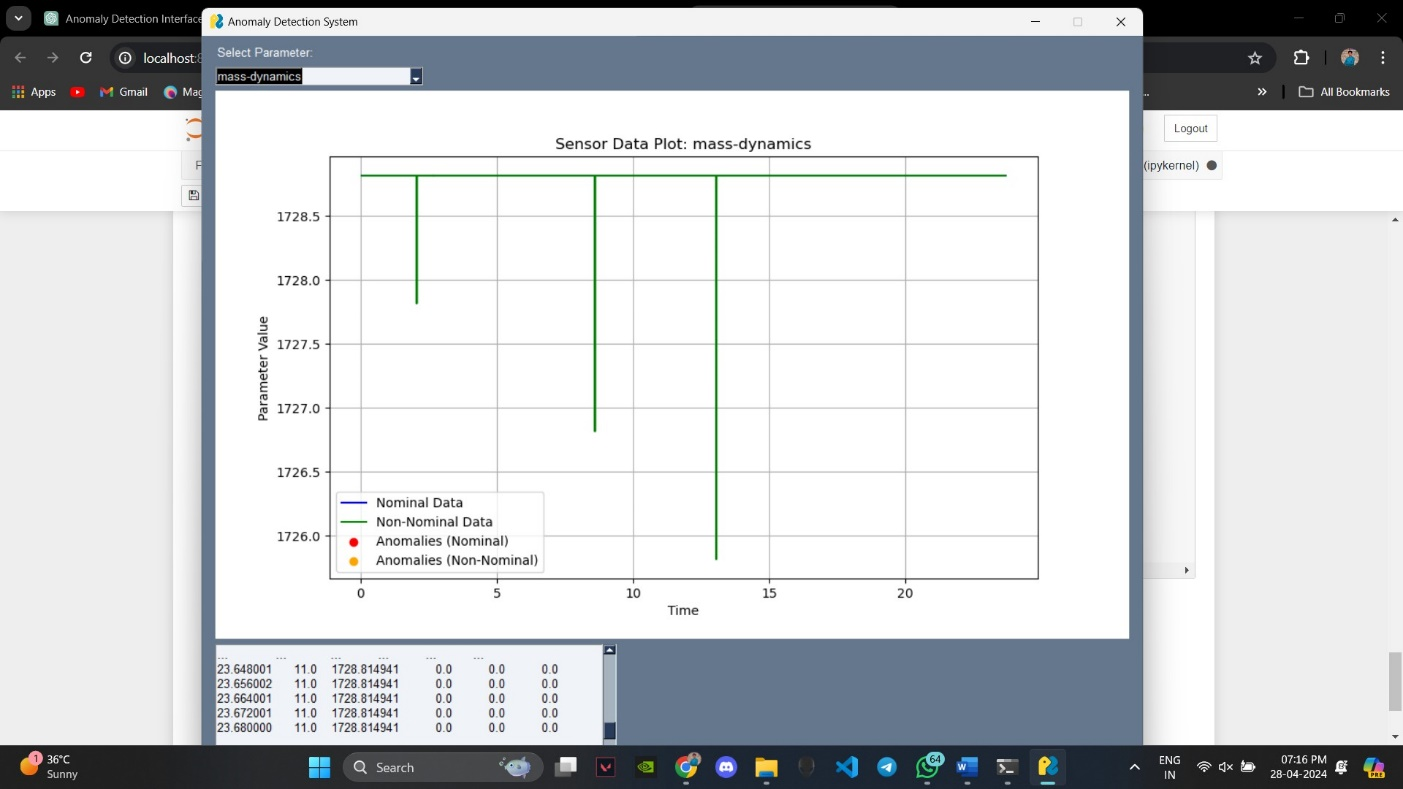 Anomaly Detection Interface
Anomaly Detection System
localhost:8
Select Parameter:
mass-dynamics
Apps
Gmail
Mag
All Bookmarks
Logout
(ipykernel)
F
Sensor Data Plot: mass-dynamics
Parameter Value
1728.5
1728.0
1727.5
1727.0
1726.5
1726.0
Nominal Data
Non-Nominal Data
Anomalies (Nominal)
Anomalies (Non-Nominal)
0 5 10 15 20
Time
... ... ... ... ... ...
23.648001 11.0 1728.814941 0.0 0.0 0.0
23.656002 11.0 1728.814941 0.0 0.0 0.0
23.664001 11.0 1728.814941 0.0 0.0 0.0
23.672001 11.0 1728.814941 0.0 0.0 0.0
23.680000 11.0 1728.814941 0.0 0.0 0.0
1
36°C
Sunny
Search
64
ENG
IN
07:16 PM
28-04-2024
PRE